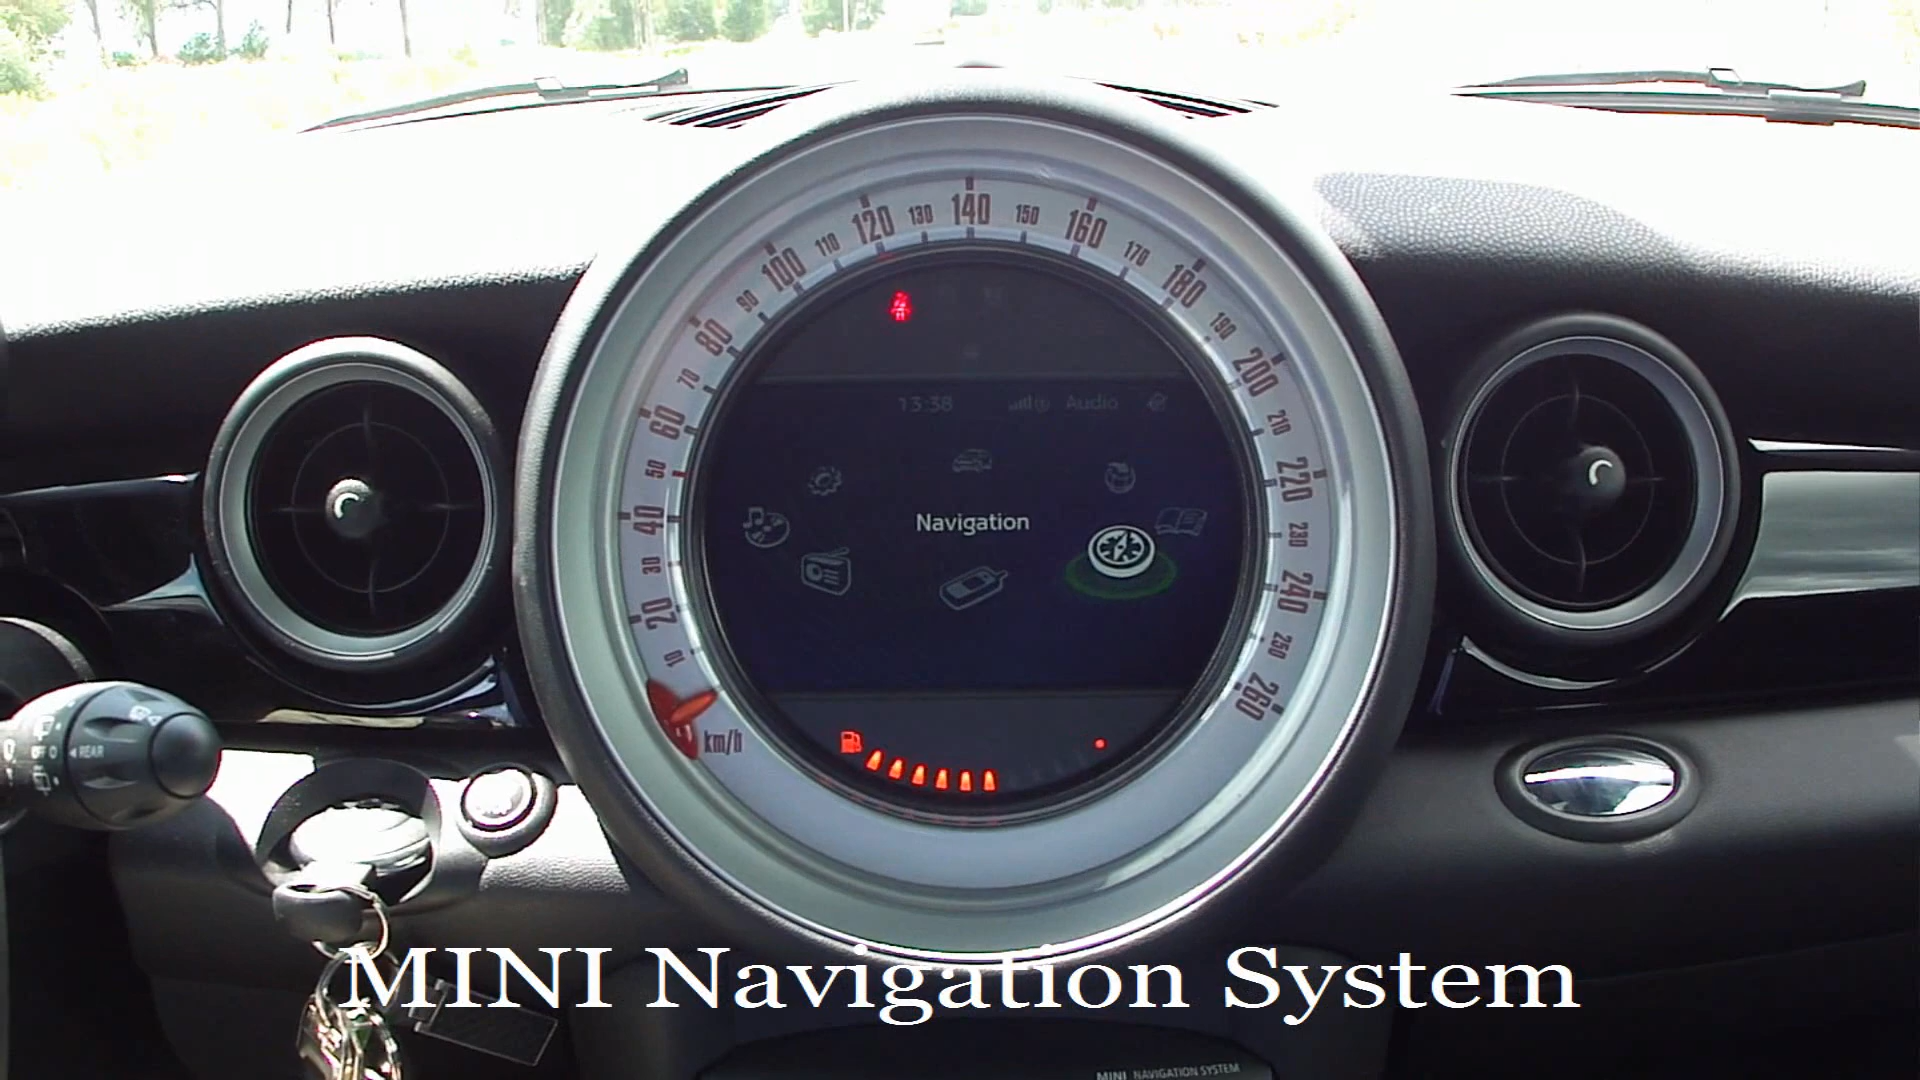 120 130 140 150 160
100 110 170 180
90 190
80 200
13:38 Audio
70
60 210
50 220
40 Navigation 230
30 240
20 250
10 260
km/h
OFF O ◄ REAR
MINI Navigation System
MINI NAVIGATION SYSTEM